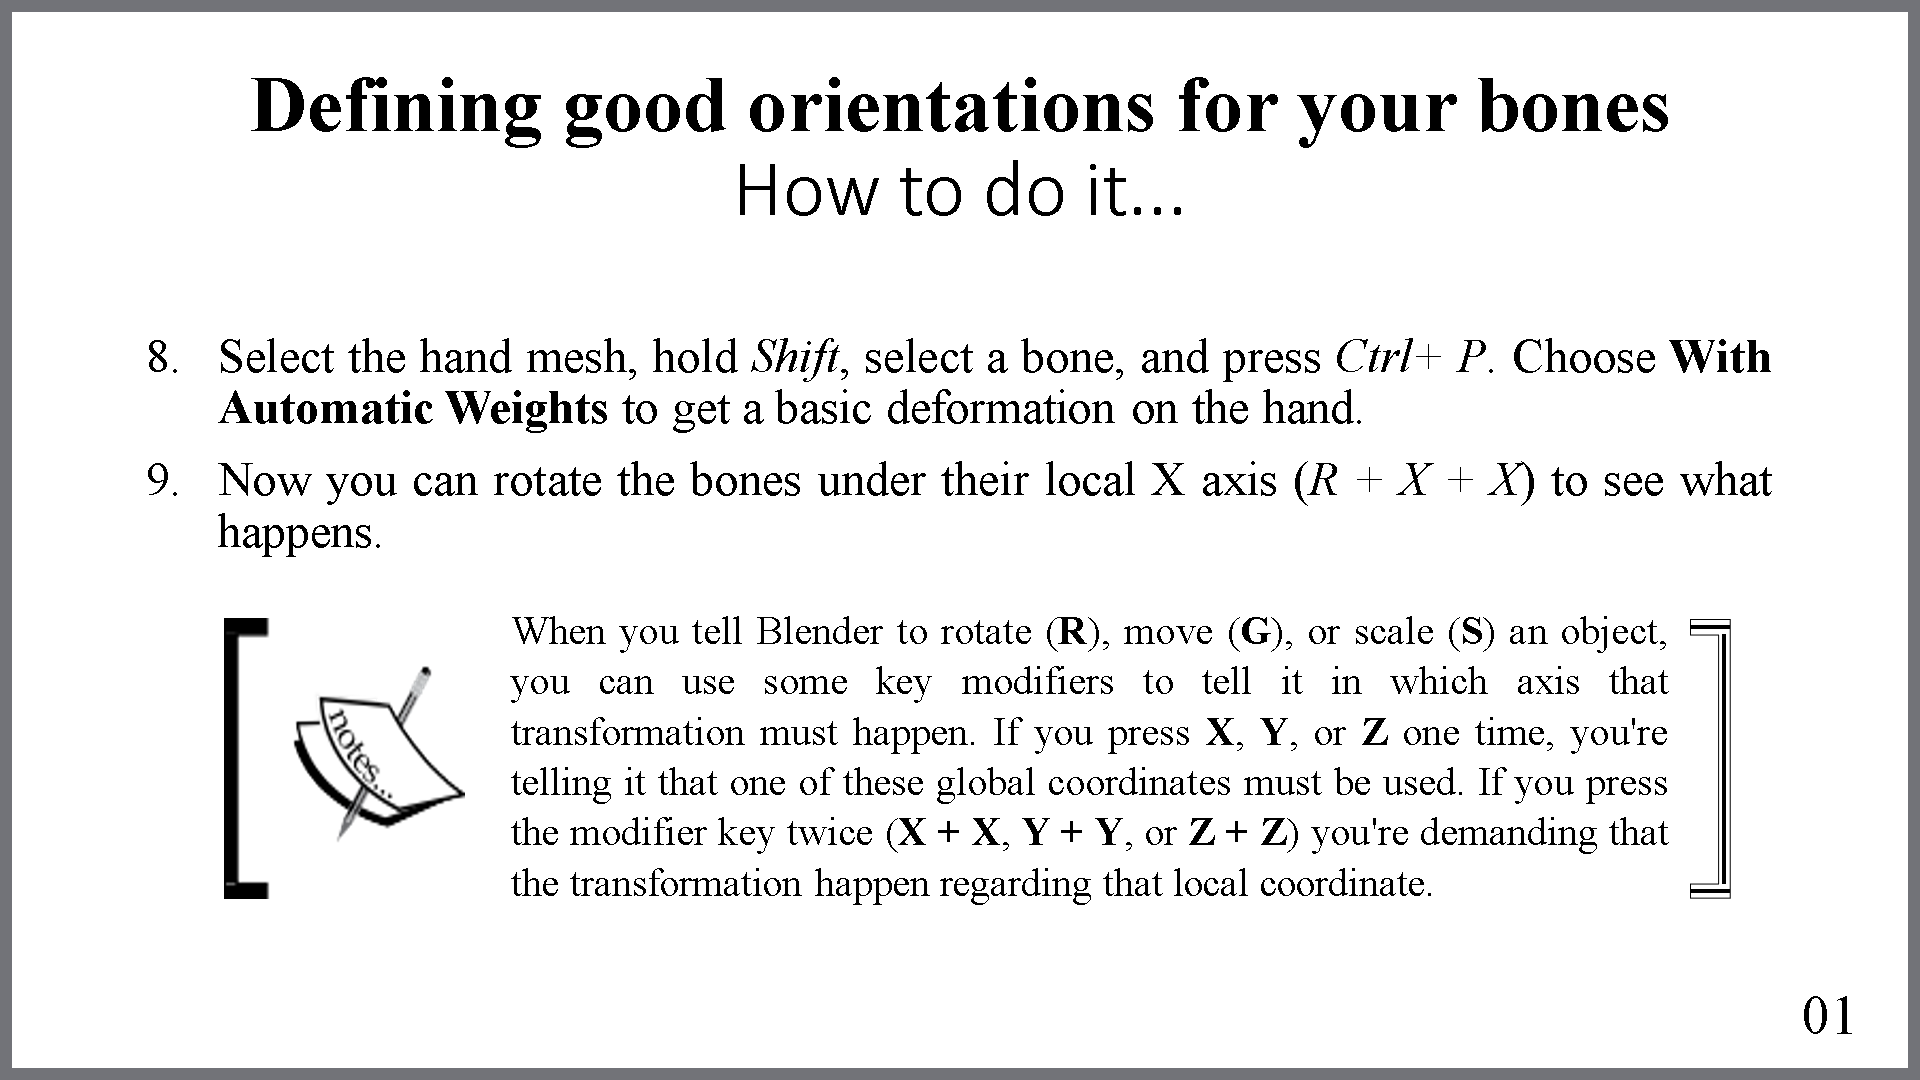 Defining good orientations for your bones
How to do it...
8. Select the hand mesh, hold Shift, select a bone, and press Ctrl+ P. Choose With
Automatic Weights to get a basic deformation on the hand.
9. Now you can rotate the bones under their local X axis (R + X + X) to see what
happens.
When you tell Blender to rotate (R), move (G), or scale (S) an object,
you can use some key modifiers to tell it in which axis that
transformation must happen. If you press X, Y, or Z one time, you're
telling it that one of these global coordinates must be used. If you press
the modifier key twice (X + X, Y + Y, or Z + Z) you're demanding that
the transformation happen regarding that local coordinate.
notes...
01